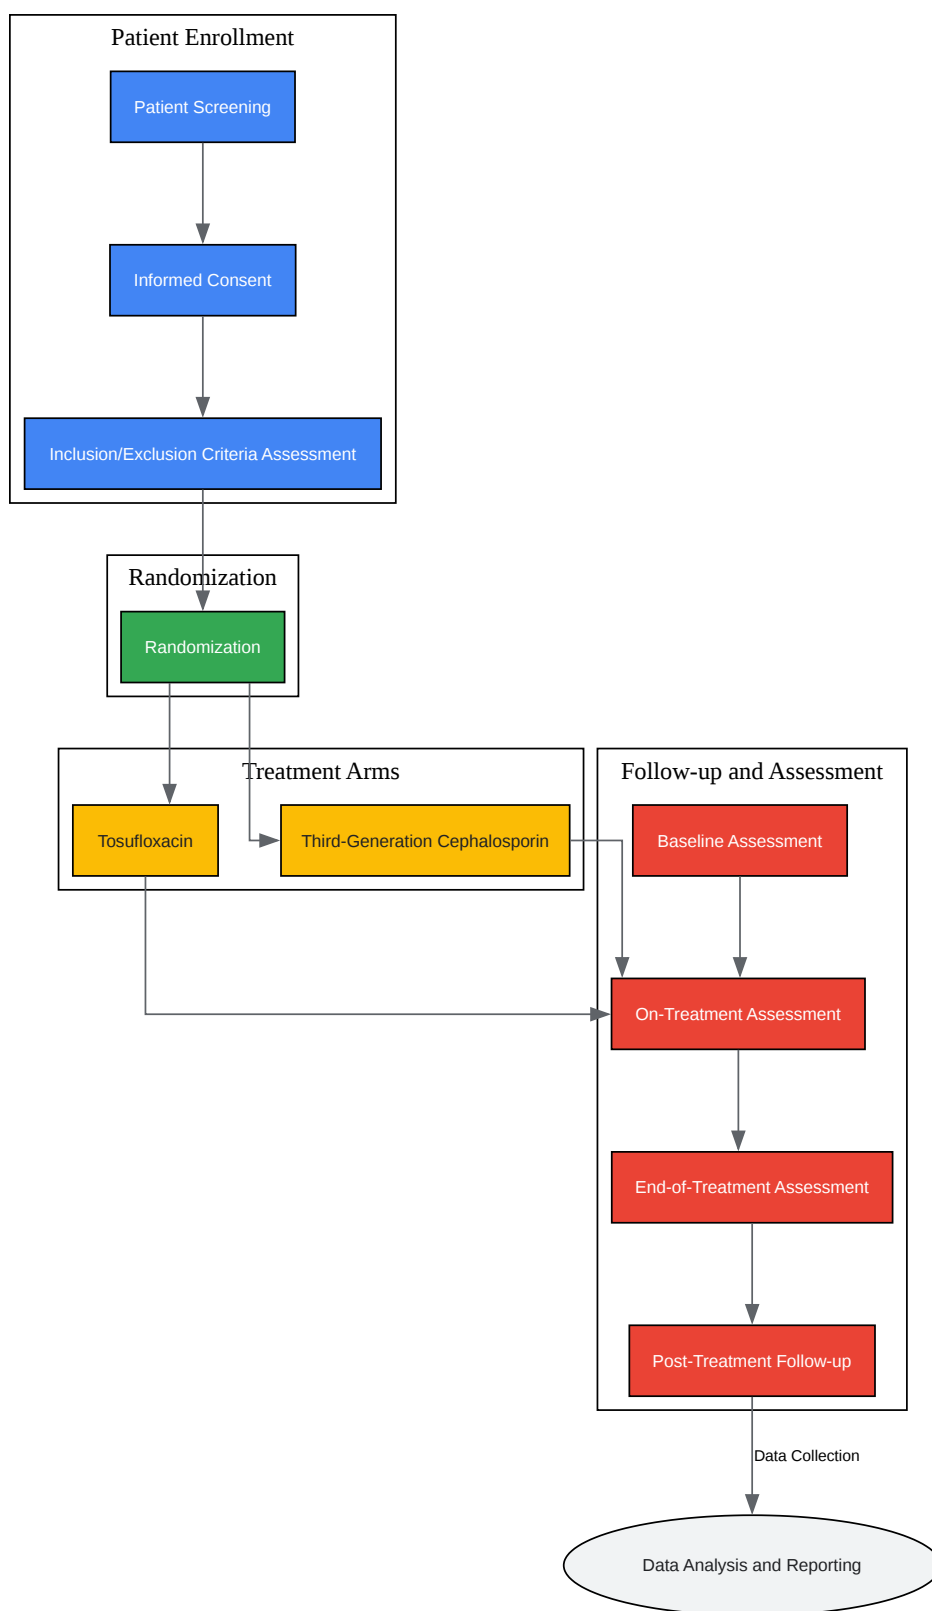 Patient Enrollment
Patient Screening
Informed Consent
Inclusion/Exclusion Criteria Assessment
Randomization
Randomization
Treatment Arms
Tosufloxacin
Third-Generation Cephalosporin
Follow-up and Assessment
Baseline Assessment
On-Treatment Assessment
End-of-Treatment Assessment
Post-Treatment Follow-up
Data Collection
Data Analysis and Reporting